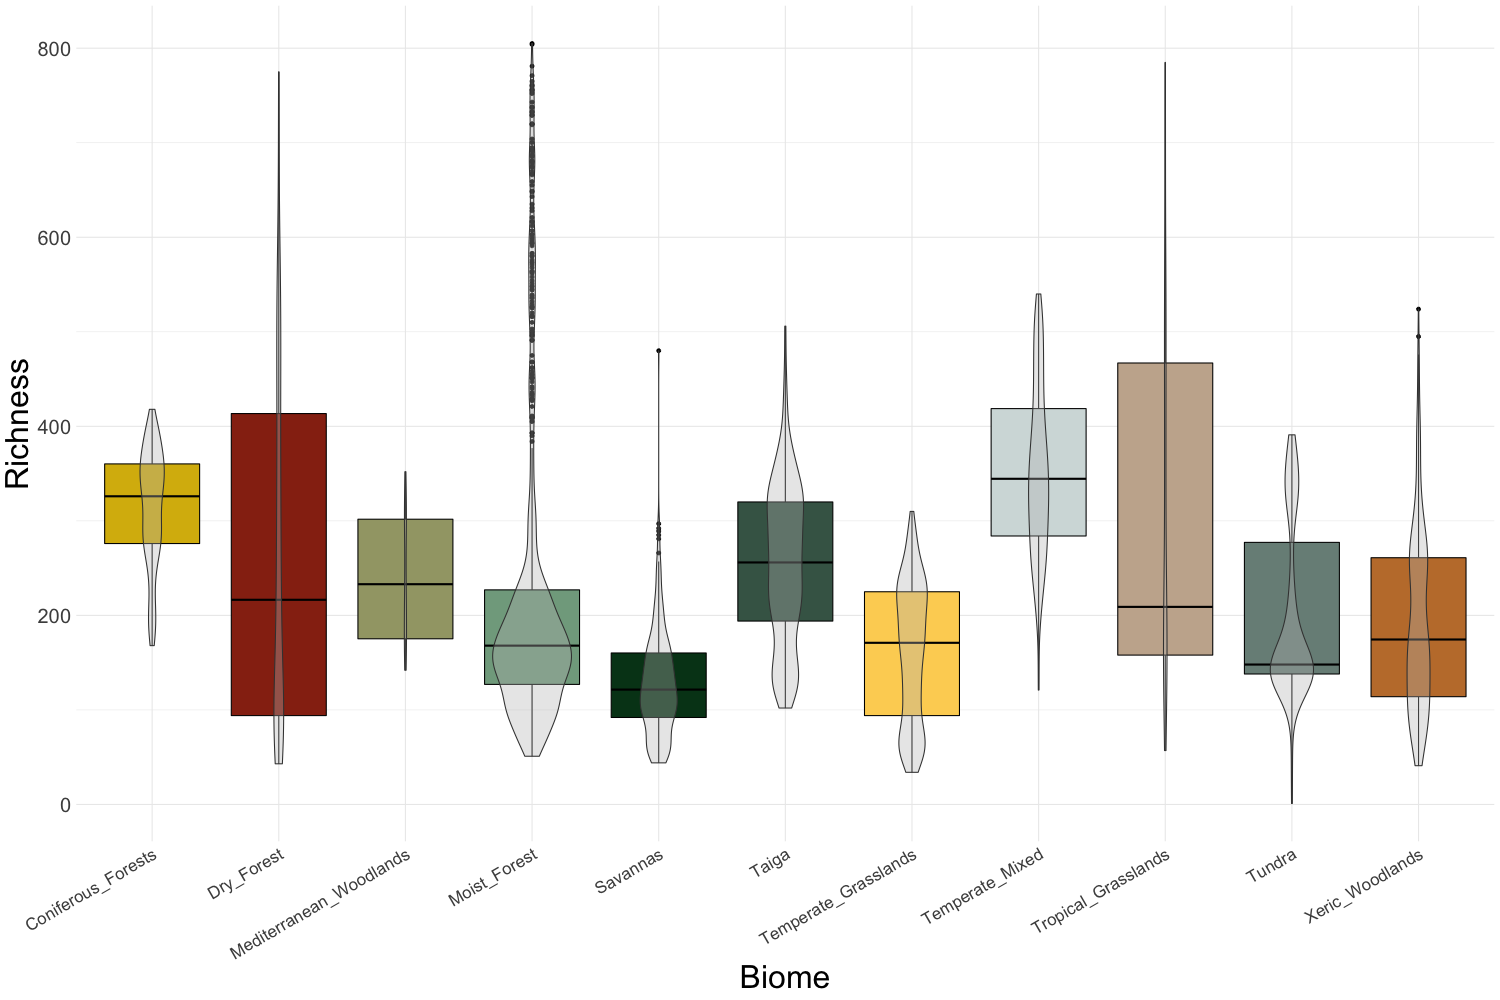 800
600
400
200
0
Richness
Coniferous_Forests
Dry_Forest
Mediterranean_Woodlands
Moist_Forest
Savannas
Taiga
Temperate_Grasslands
Temperate_Mixed
Tropical_Grasslands
Tundra
Xeric_Woodlands
Biome